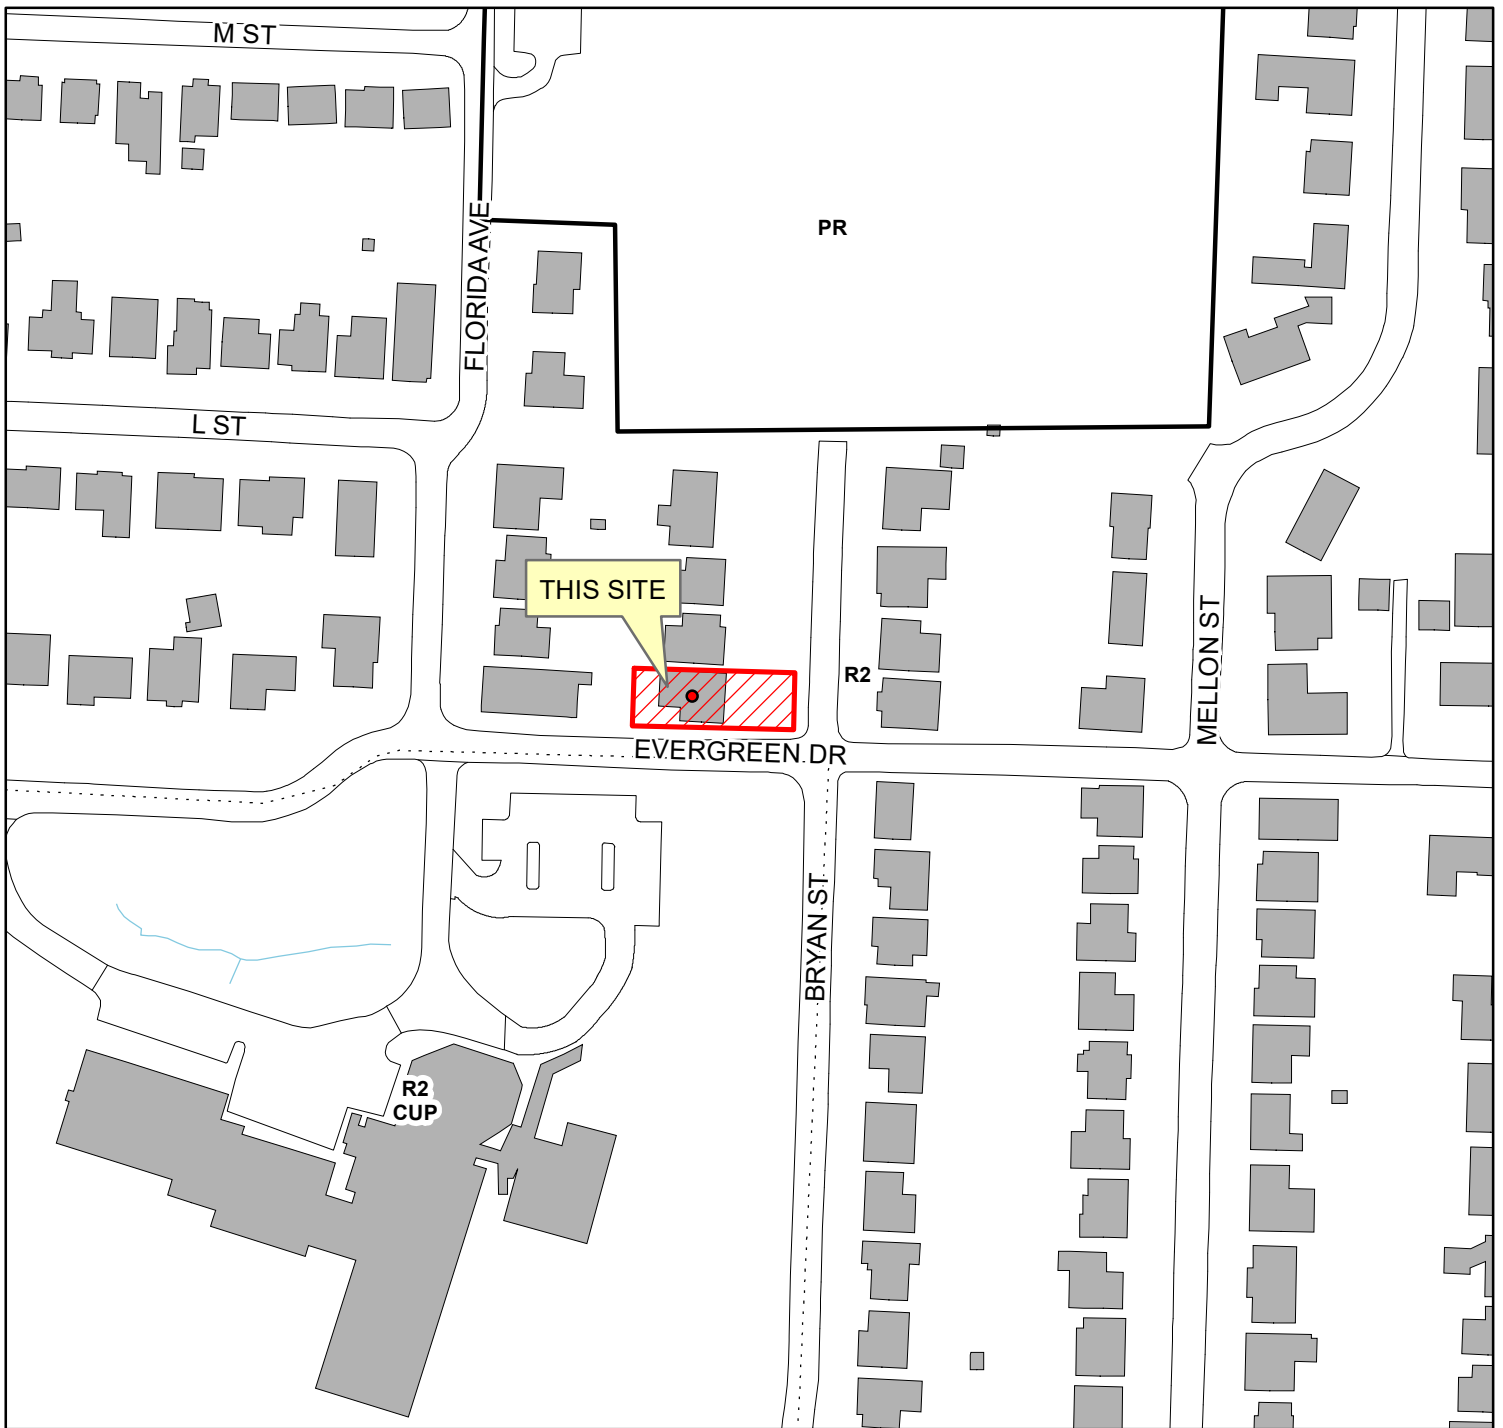 M ST
FLORIDA AVE
PR
L ST
THIS SITE
R2
MELLON ST
EVERGREEN DR
BRYAN ST
R2
CUP